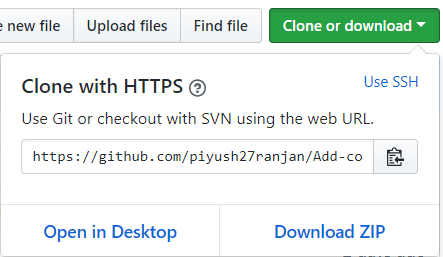 new file
Upload files
Find file
Clone or download
Clone with HTTPS
Use SSH
Use Git or checkout with SVN using the web URL.
https://github.com/piyush27ranjan/Add-co
Open in Desktop
Download ZIP